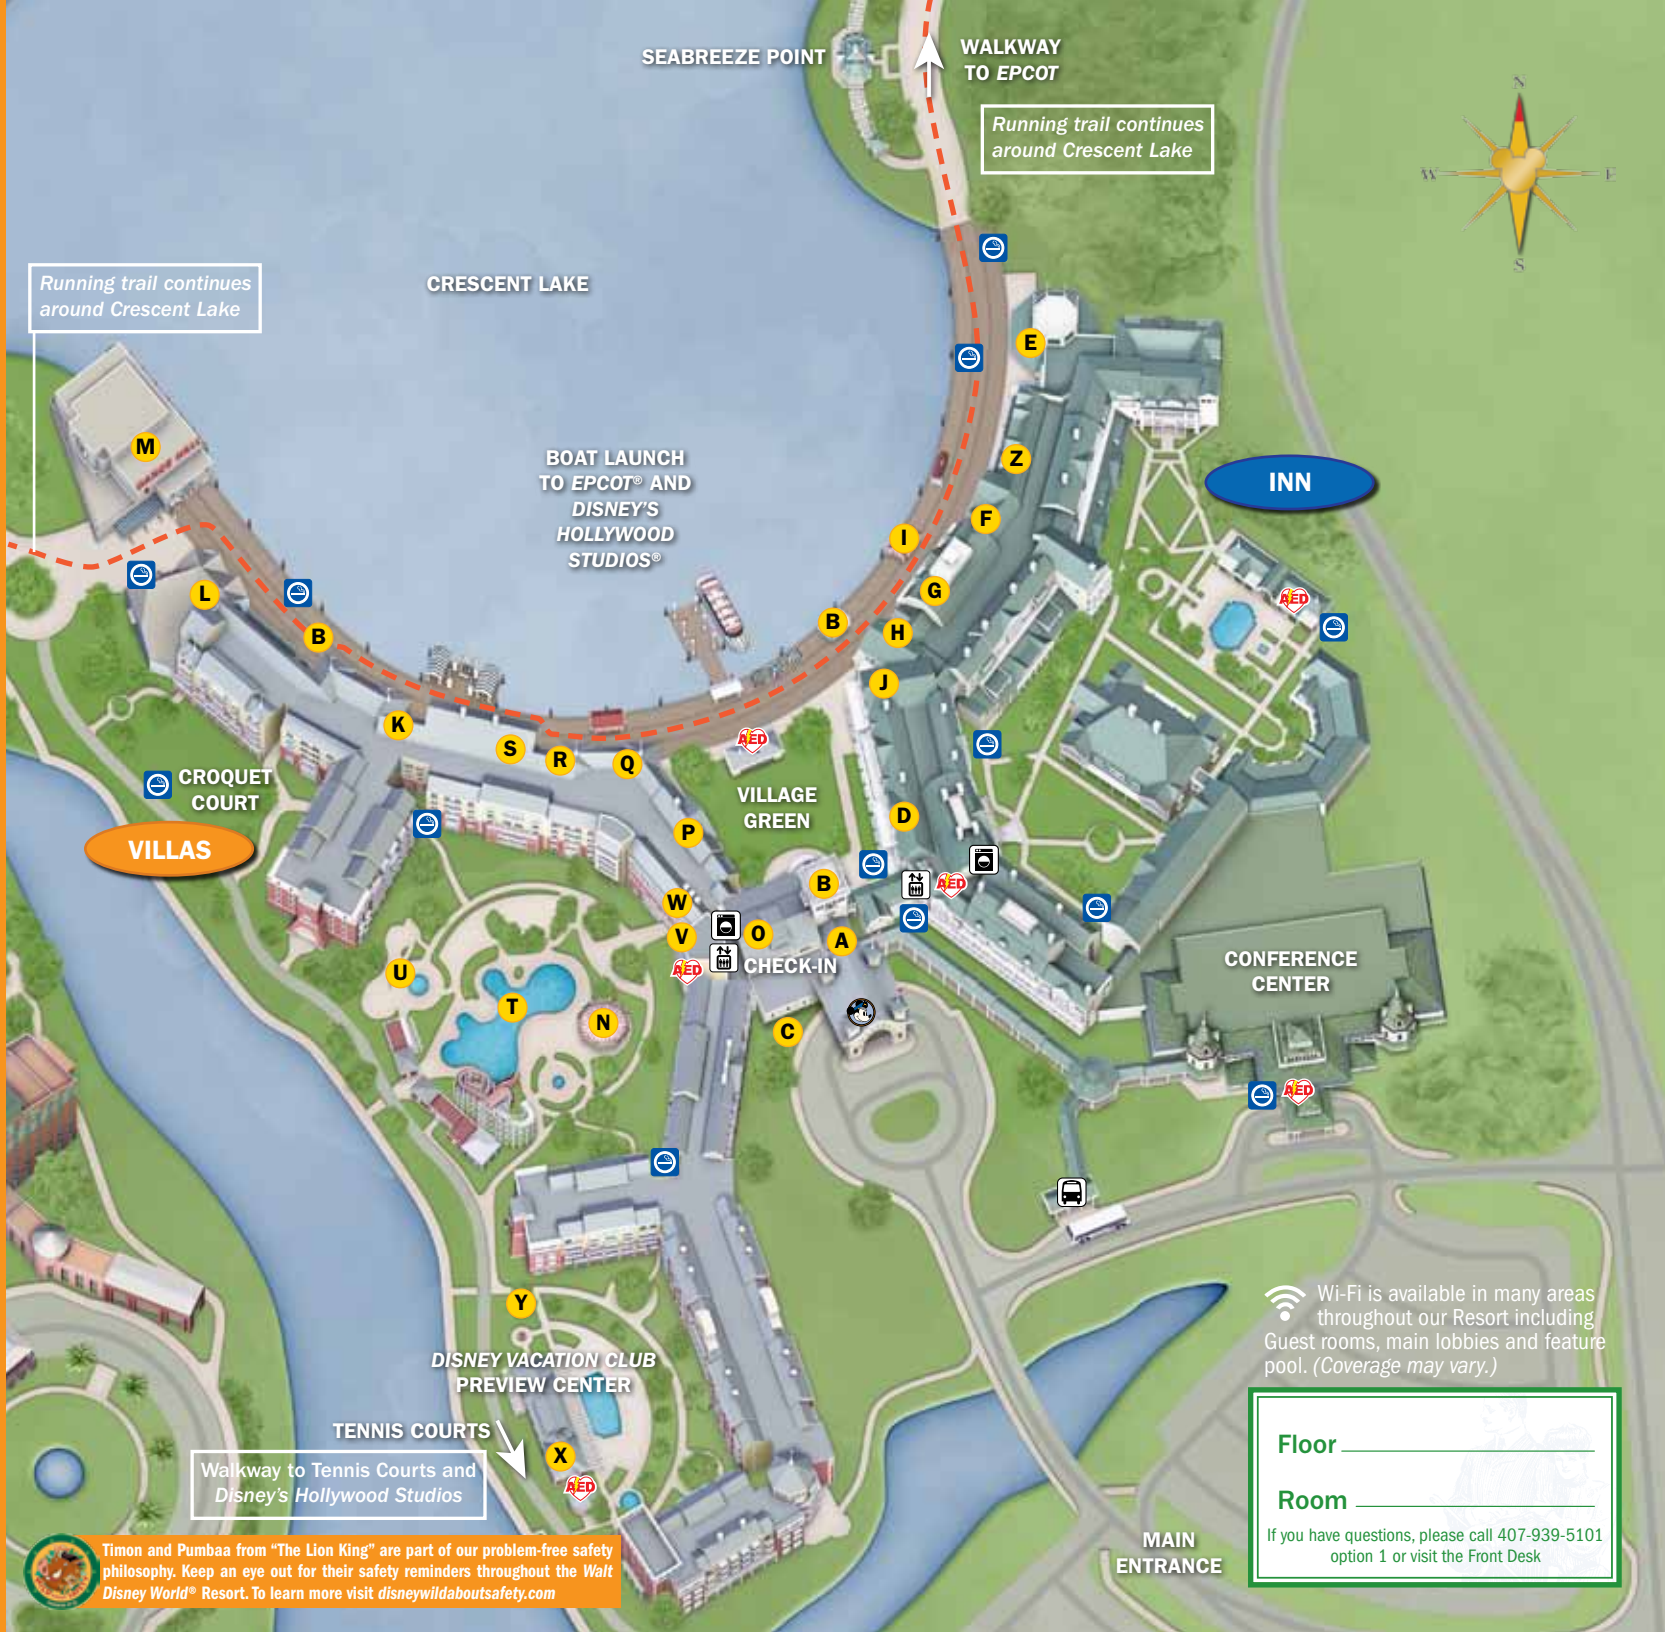 SEABREEZE POINT
WALKWAY
TO EPCOT
Running trail continues
around Crescent Lake
N
W
E
S
CRESCENT LAKE
Running trail continues
around Crescent Lake
E
M
BOAT LAUNCH
TO EPCOT® AND
DISNEY'S
HOLLYWOOD
STUDIOS®
Z
INN
F
I
L
G
AED
B
B
H
J
K
S
R
Q
AED
CROQUET
COURT
VILLAGE
GREEN
D
P
VILLAS
B
AED
W
V
O
A
CHECK-IN
AED
CONFERENCE
CENTER
U
T
N
C
AED
Y
Wi-Fi is available in many areas
throughout our Resort including
Guest rooms, main lobbies and feature
pool. (Coverage may vary.)
DISNEY VACATION CLUB
PREVIEW CENTER
TENNIS COURTS
Walkway to Tennis Courts and
Disney's Hollywood Studios
X
AED
Floor
Room
If you have questions, please call 407-939-5101
option 1 or visit the Front Desk
MAIN
ENTRANCE
Timon and Pumbaa from “The Lion King” are part of our problem-free safety
philosophy. Keep an eye out for their safety reminders throughout the Walt
Disney World® Resort. To learn more visit disneywildaboutsafety.com